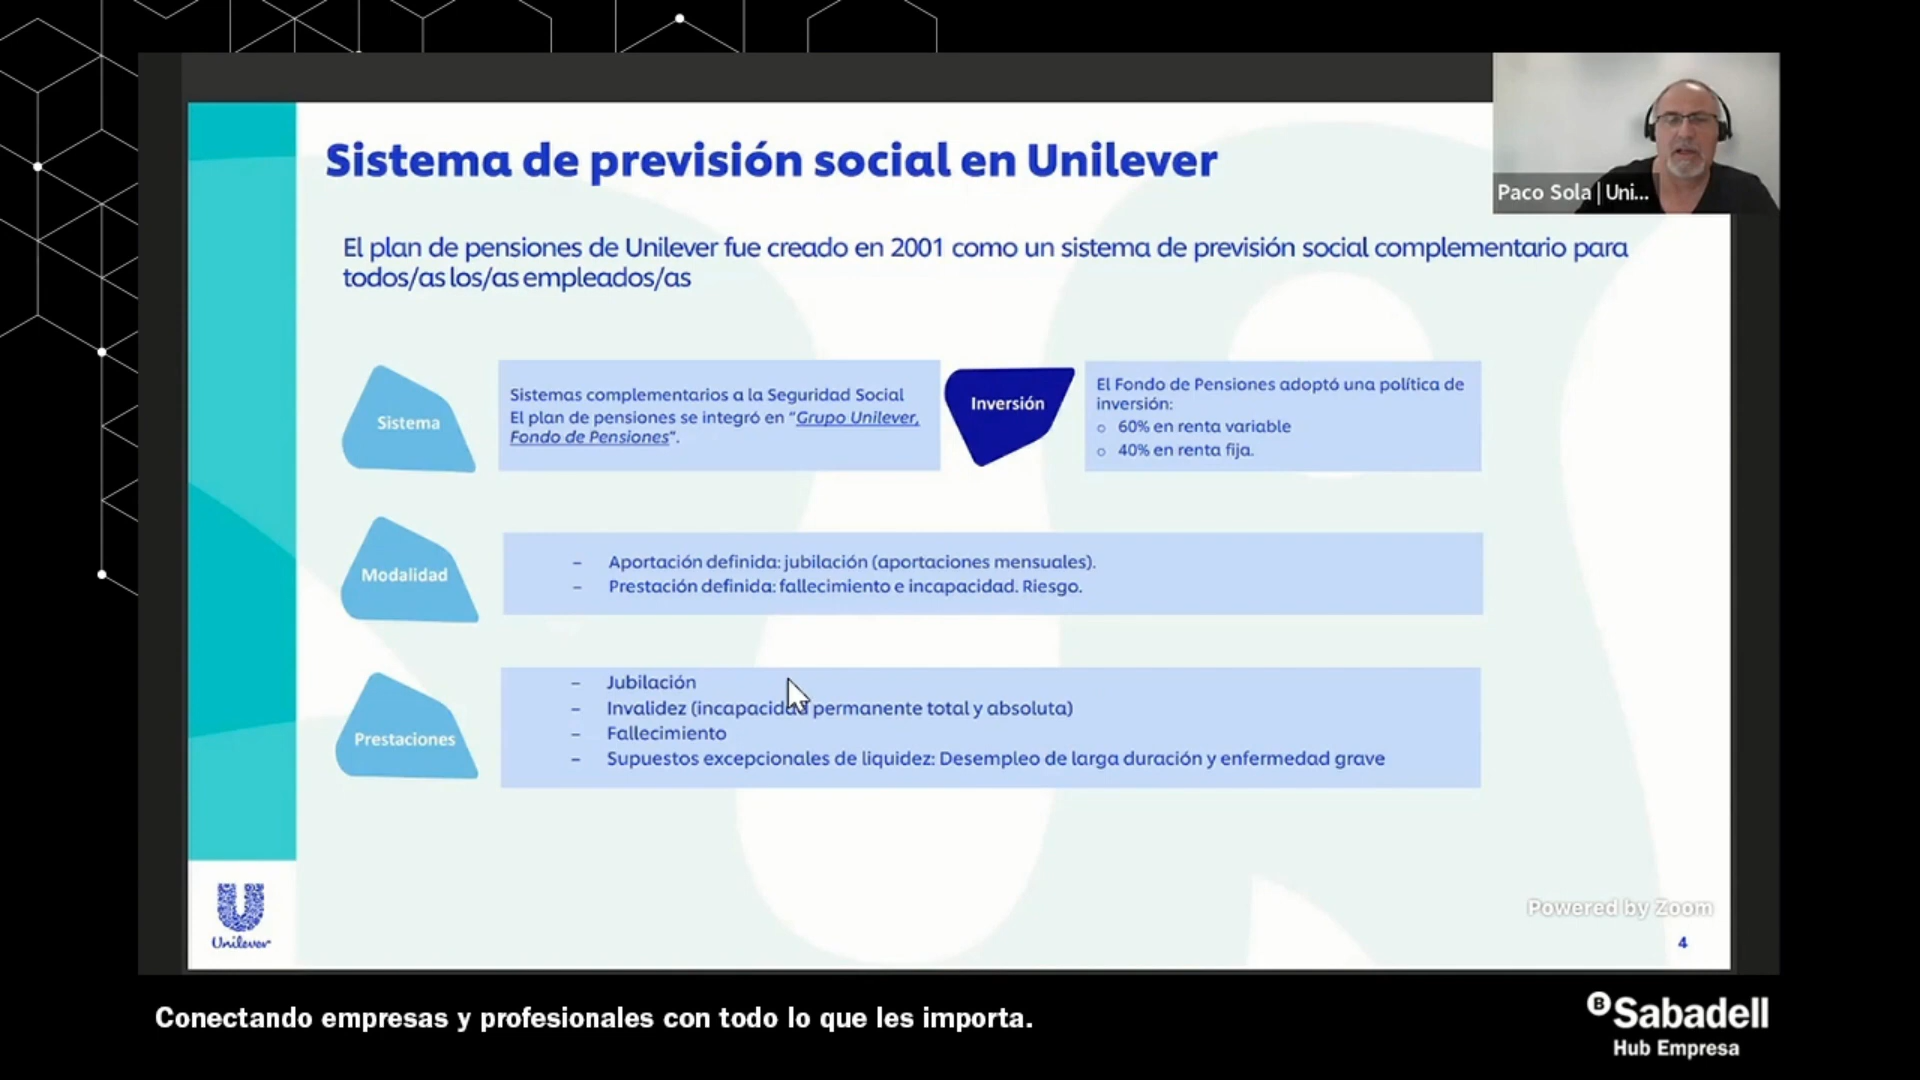 Sistema de previsión social en Unilever
Paco Sola | Uni...
El plan de pensiones de Unilever fue creado en 2001 como un sistema de previsión social complementario para
todos/as los/as empleados/as
Sistema
Sistemas complementarios a la Seguridad Social
El plan de pensiones se integró en “Grupo Unilever,
Fondo de Pensiones”.
Inversión
El Fondo de Pensiones adoptó una política de
inversión:
o 60% en renta variable
o 40% en renta fija.
Modalidad
– Aportación definida: jubilación (aportaciones mensuales).
– Prestación definida: fallecimiento e incapacidad. Riesgo.
Prestaciones
– Jubilación
– Invalidez (incapacidad permanente total y absoluta)
– Fallecimiento
– Supuestos excepcionales de liquidez: Desempleo de larga duración y enfermedad grave
Unilever
Powered by Zoom
4
Conectando empresas y profesionales con todo lo que les importa.
B Sabadell
Hub Empresa